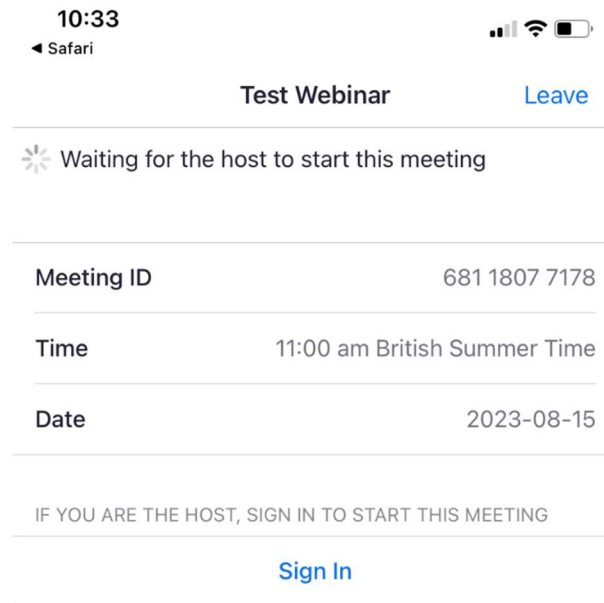 10:33
◀ Safari
Test Webinar Leave
Waiting for the host to start this meeting
Meeting ID 681 1807 7178
Time 11:00 am British Summer Time
Date 2023-08-15
IF YOU ARE THE HOST, SIGN IN TO START THIS MEETING
Sign In